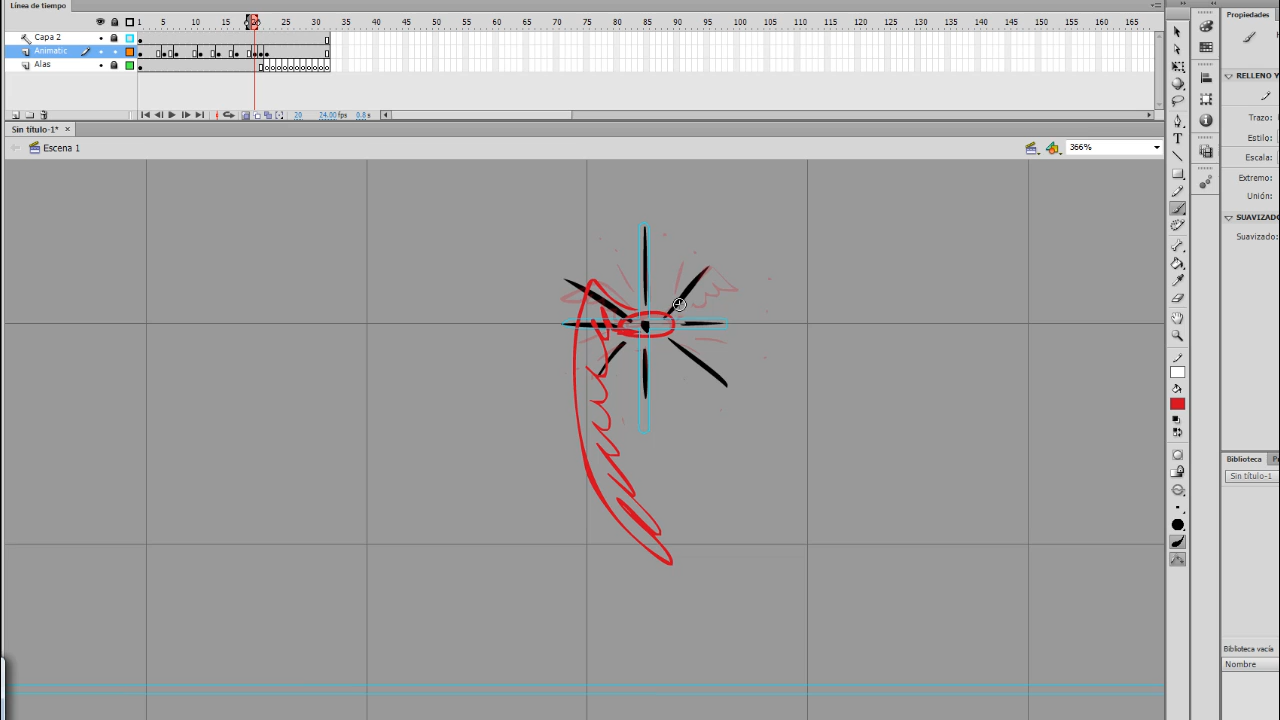 Línea de tiempo
1 5 10 15 20 25 30 35 40 45 50 55 60 65 70 75 80 85 90 95 100 105 110 115 120 125 130 135 140 145 150 155 160 165
Capa 2
Animatic
Alas
20 24.00 fps 0.8 s
Sin título-1* ×
Escena 1
366%
Propiedades
RELLENO Y
Trazo:
Estilo:
Escala:
Extremo:
Unión:
SUAVIZADO
Suavizado:
Biblioteca
Sin título-1
Biblioteca vacía
Nombre